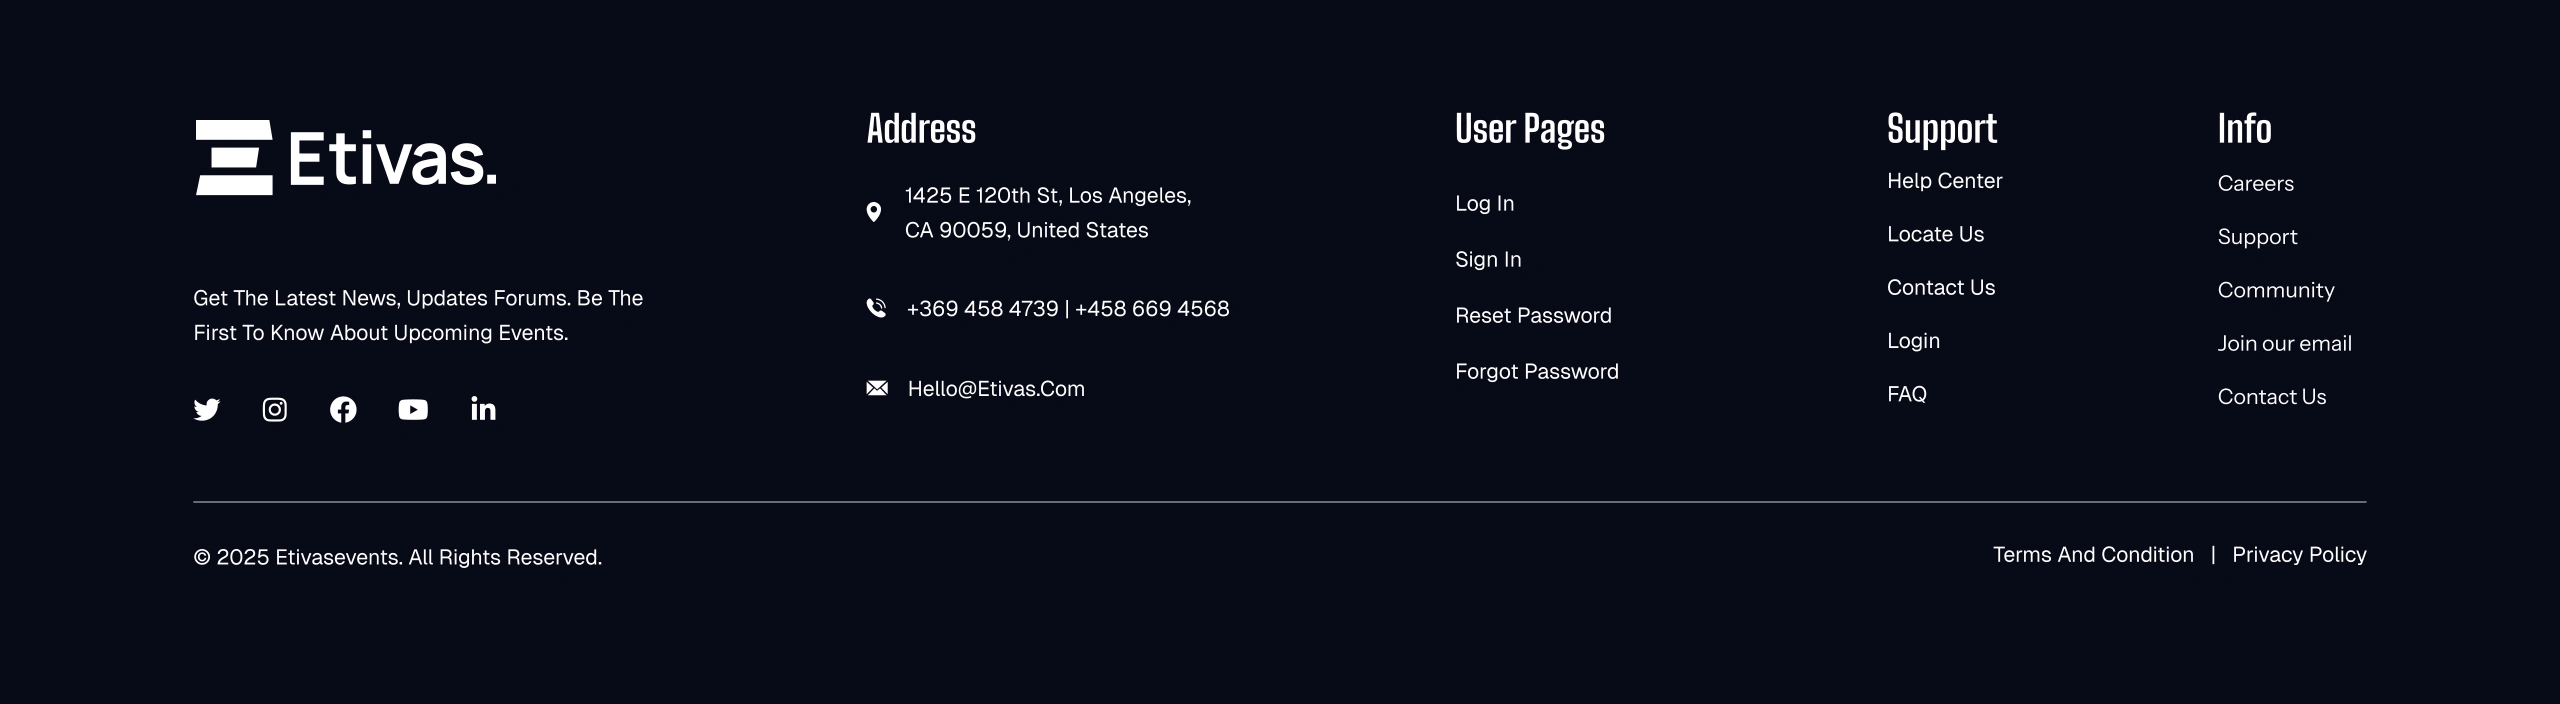 Etivas.
Get The Latest News, Updates Forums. Be The
First To Know About Upcoming Events.
Address
1425 E 120th St, Los Angeles,
CA 90059, United States
+369 458 4739 | +458 669 4568
Hello@Etivas.Com
User Pages
Log In
Sign In
Reset Password
Forgot Password
Support
Help Center
Locate Us
Contact Us
Login
FAQ
Info
Careers
Support
Community
Join our email
Contact Us
© 2025 Etivasevents. All Rights Reserved.
Terms And Condition | Privacy Policy